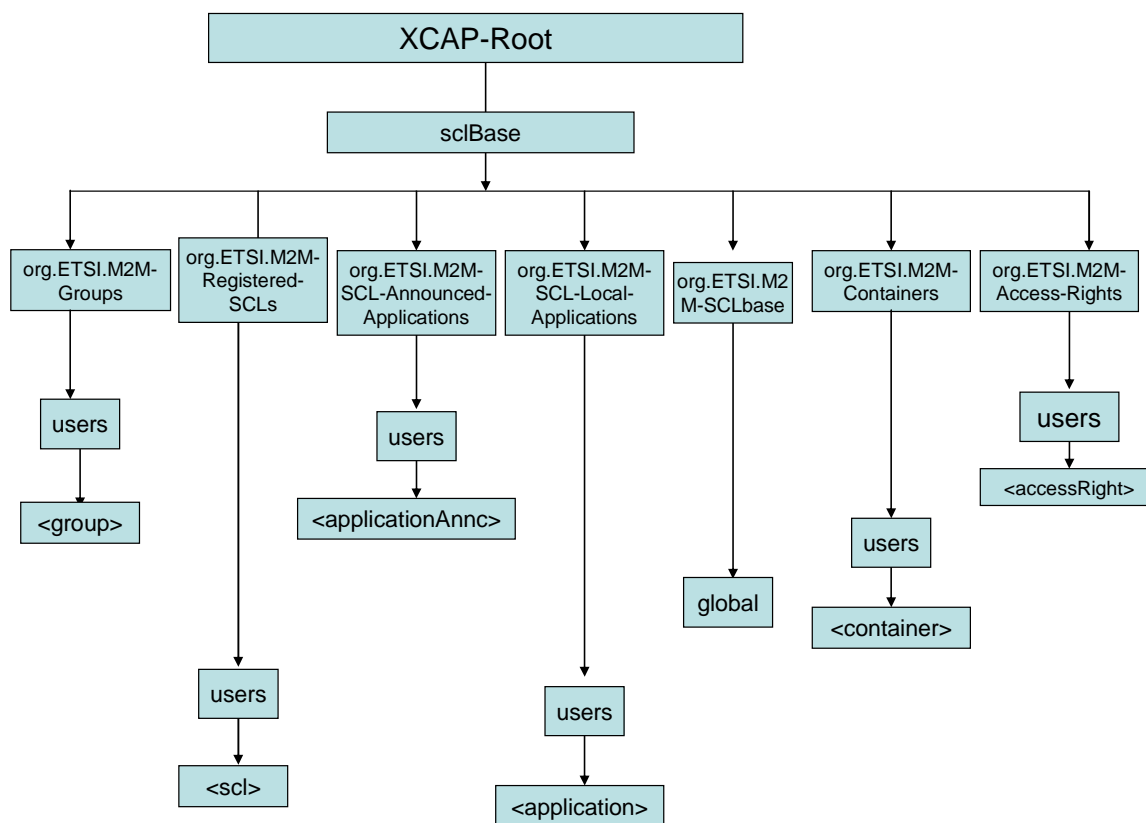 XCAP-Root
sclBase
org.ETSI.M2M-
Groups
org.ETSI.M2M-
Registered-
SCLs
org.ETSI.M2M-
SCL-Announced-
Applications
org.ETSI.M2M-
SCL-Local-
Applications
org.ETSI.M2
M-SCLbase
org.ETSI.M2M-
Containers
org.ETSI.M2M-
Access-Rights
users
users
users
<group>
<applicationAnnc>
<accessRight>
users
global
<container>
users
users
<scl>
<application>